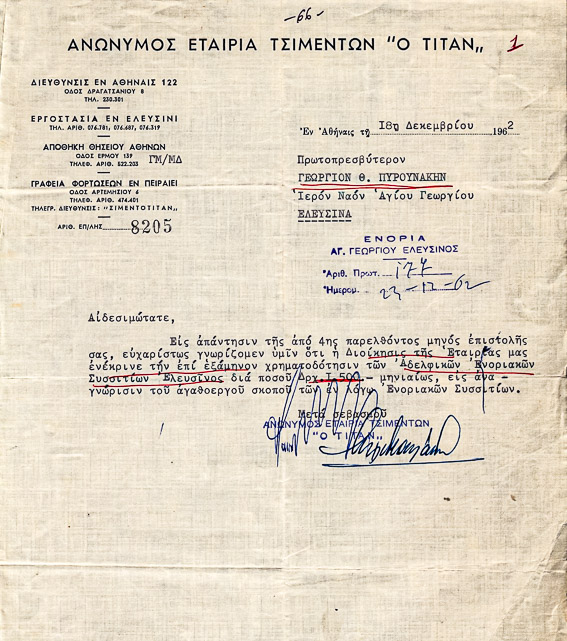 -66-
ΑΝΩΝΥΜΟΣ ΕΤΑΙΡΙΑ ΤΣΙΜΕΝΤΩΝ "Ο ΤΙΤΑΝ„
1
ΔΙΕΥΘΥΝΣΙΣ ΕΝ ΑΘΗΝΑΙΣ 122
ΟΔΟΣ ΔΡΑΓΑΤΣΑΝΙΟΥ 8
ΤΗΛ. 230.301
ΕΡΓΟΣΤΑΣΙΑ ΕΝ ΕΛΕΥΣΙΝΙ
ΤΗΛ. ΑΡΙΘ. 076.781, 076.687, 076.319
ΑΠΟΘΗΚΗ ΘΗΣΕΙΟΥ ΑΘΗΝΩΝ
ΟΔΟΣ ΕΡΜΟΥ 139
ΤΗΛΕΦ. ΑΡΙΘ. 522.203
ΓΜ/ΜΔ
ΓΡΑΦΕΙΑ ΦΟΡΤΩΣΕΩΝ ΕΝ ΠΕΙΡΑΙΕΙ
ΟΔΟΣ ΑΡΤΕΜΗΣΙΟΥ 6
ΤΗΛΕΦ. ΑΡΙΘ. 474.401
ΤΗΛΕΓΡ. ΔΙΕΥΘΥΝΣΙΣ: "ΣΙΜΕΝΤΟΤΙΤΑΝ„
ΑΡΙΘ. ΕΠ/ΛΗΣ 8205
Ἐν Ἀθήναις τῇ 18η Δεκεμβρίου 1962
Πρωτοπρεσβύτερον
ΓΕΩΡΓΙΟΝ Θ. ΠΥΡΟΥΝΑΚΗΝ
Ἱερόν Ναόν Ἁγίου Γεωργίου
ΕΛΕΥΣΙΝΑ
ΕΝΟΡΙΑ
ΑΓ. ΓΕΩΡΓΙΟΥ ΕΛΕΥΣΙΝΟΣ
Ἀριθ. Πρωτ. 177
Ἡμερομ. 23-12-62
Αἰδεσιμώτατε,
Εἰς ἀπάντησιν τῆς ἀπό 4ης παρελθόντος μηνός ἐπιστολῆς
σας, εὐχαρίστως γνωρίζομεν ὑμῖν ὅτι ἡ Διοίκησις τῆς Ἑταιρίας μας
ἐνέκρινε τήν ἐπί ἑξάμηνον χρηματοδότησιν τῶν Ἀδελφικῶν Ἐνοριακῶν
Συσσιτίων Ἐλευσῖνος διά ποσοῦ Δρχ. 1.500 - μηνιαίως, εἰς ἀνα -
γνώρισιν τοῦ ἀγαθοεργοῦ σκοποῦ τῶν ἐν λόγῳ Ἐνοριακῶν Συσσιτίων.
Μετά σεβασμοῦ
ΑΝΩΝΥΜΟΣ ΕΤΑΙΡΙΑ ΤΣΙΜΕΝΤΩΝ
"Ο ΤΙΤΑΝ„